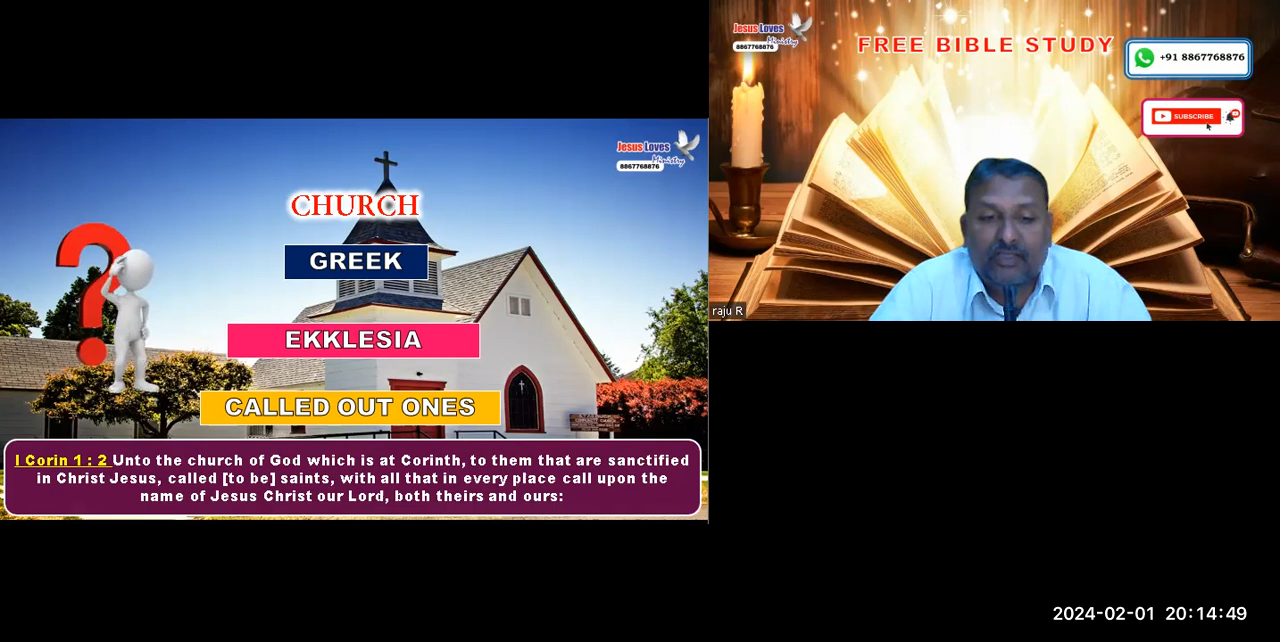 Jesus Loves
Ministry
8867768876
CHURCH
GREEK
EKKLESIA
CALLED OUT ONES
I Corin 1 : 2 Unto the church of God which is at Corinth, to them that are sanctified
in Christ Jesus, called [to be] saints, with all that in every place call upon the
name of Jesus Christ our Lord, both theirs and ours:
Jesus Loves
Ministry
8867768876
FREE BIBLE STUDY
+91 8867768876
SUBSCRIBE
raju R
2024-02-01 20:14:49